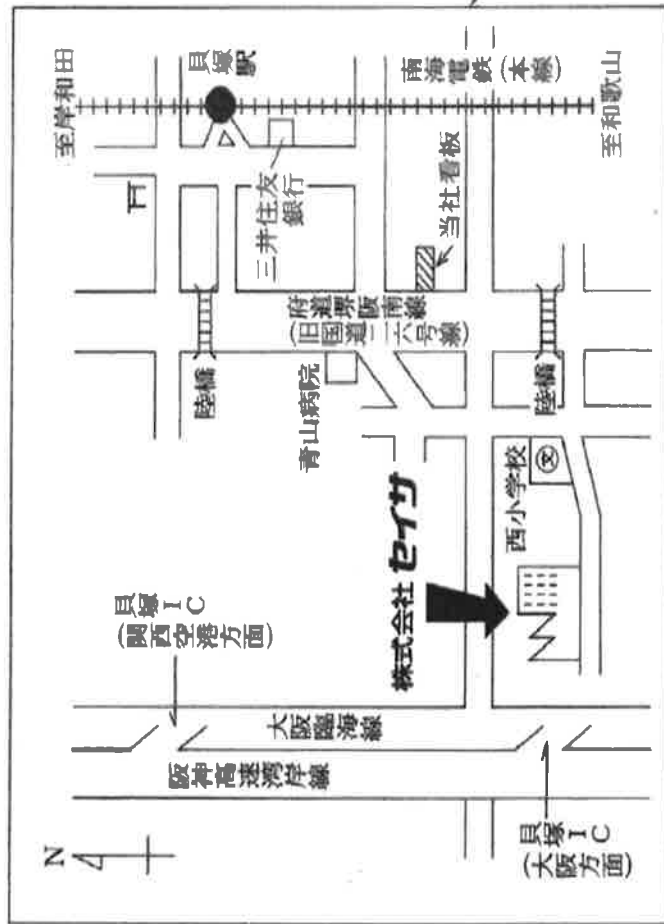 N
貝塚IC
(大阪方面)
阪神高速湾岸線
大阪臨海線
貝塚IC
(関西空港方面)
株式会社 セイサ
西小学校
文
青山病院
陸橋
陸橋
府道堺阪南線
(旧国道二六号線)
当社看板
三井住友
銀行
貝塚
駅
南海電鉄(本線)
至岸和田
至和歌山